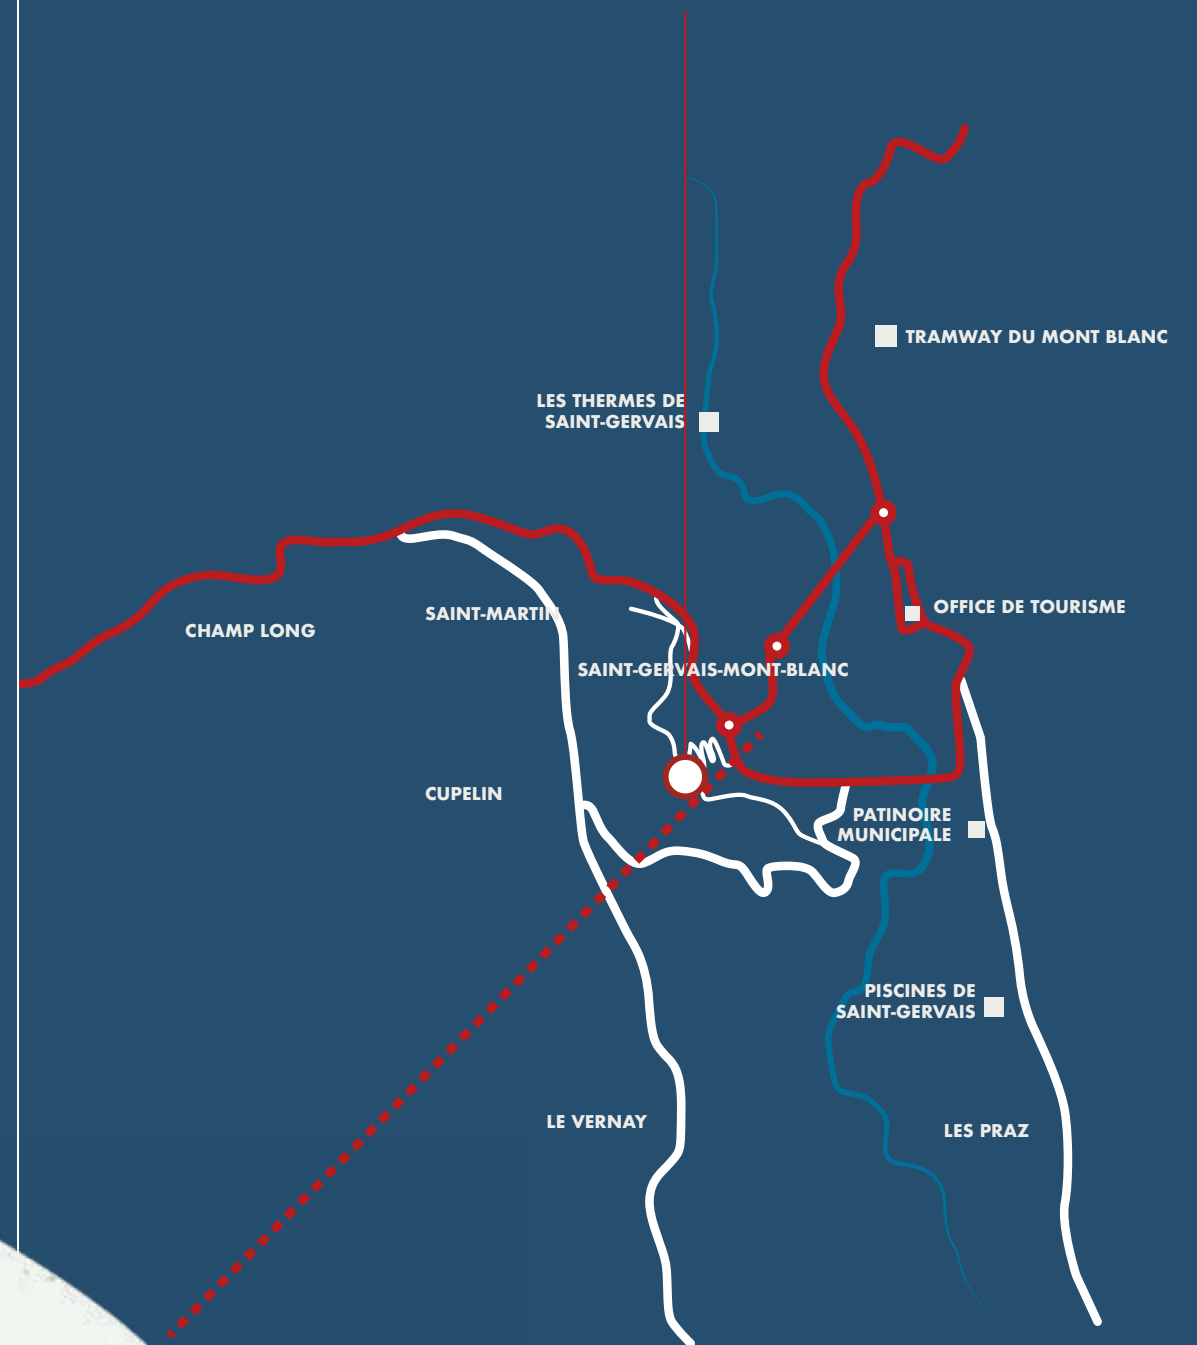 TRAMWAY DU MONT BLANC
LES THERMES DE
SAINT-GERVAIS
OFFICE DE TOURISME
SAINT-MARTIN
CHAMP LONG
SAINT-GERVAIS-MONT-BLANC
CUPELIN
PATINOIRE
MUNICIPALE
PISCINES DE
SAINT-GERVAIS
LE VERNAY
LES PRAZ